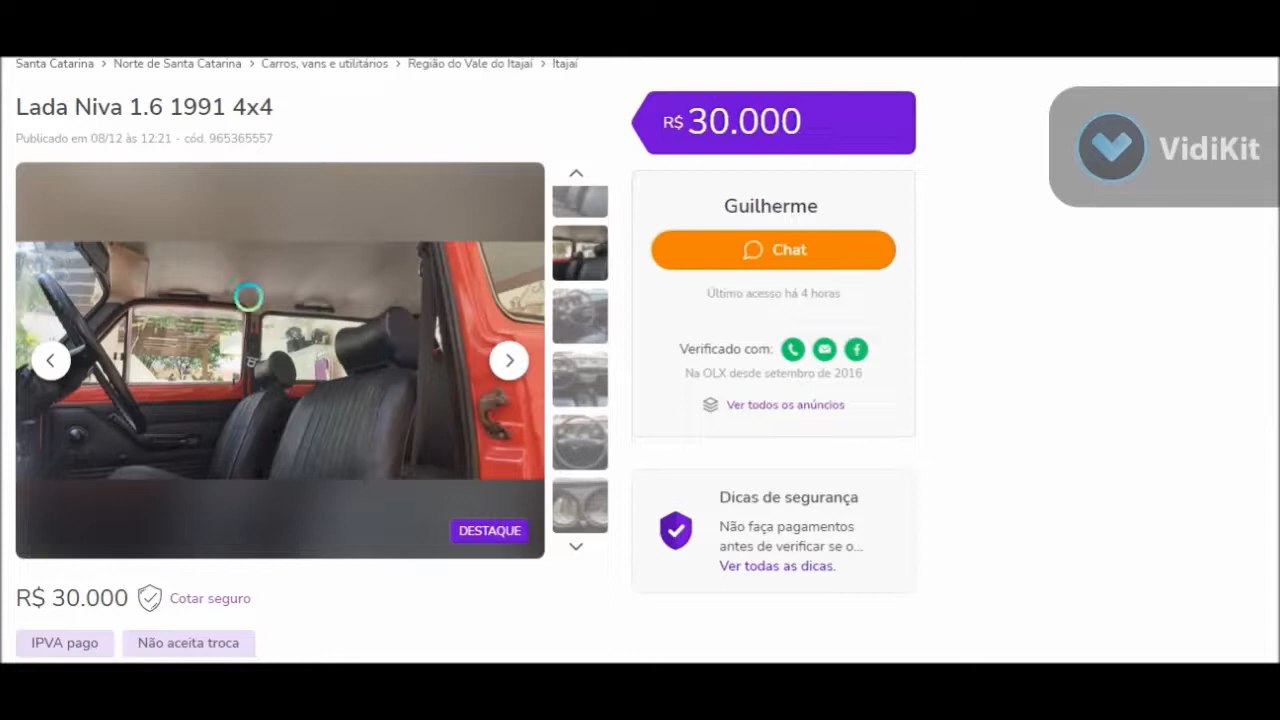 Santa Catarina > Norte de Santa Catarina > Carros, vans e utilitários > Região do Vale do Itajaí > Itajaí
Lada Niva 1.6 1991 4x4
Publicado em 08/12 às 12:21 - cód. 965365557
DESTAQUE
R$ 30.000
Cotar seguro
IPVA pago
Não aceita troca
R$ 30.000
Guilherme
Chat
Último acesso há 4 horas
Verificado com:
Na OLX desde setembro de 2016
Ver todos os anúncios
Dicas de segurança
Não faça pagamentos
antes de verificar se o...
Ver todas as dicas.
VidiKit